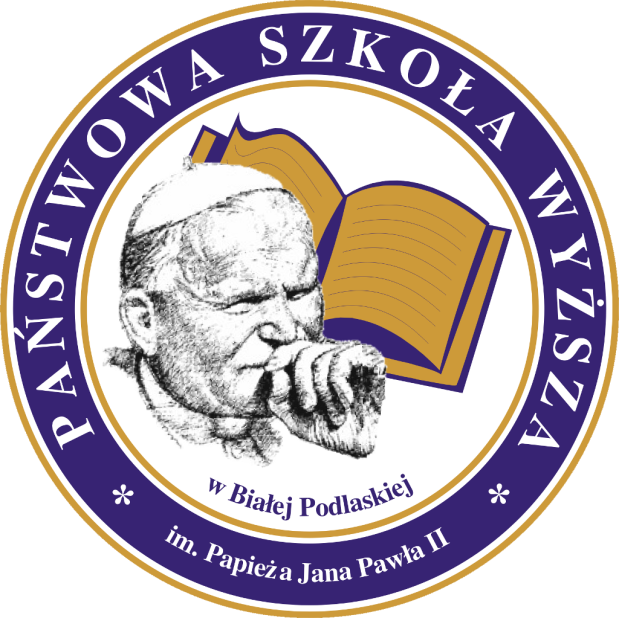 PAŃSTWOWA SZKOŁA WYŻSZA
w Białej Podlaskiej
im. Papieża Jana Pawła II